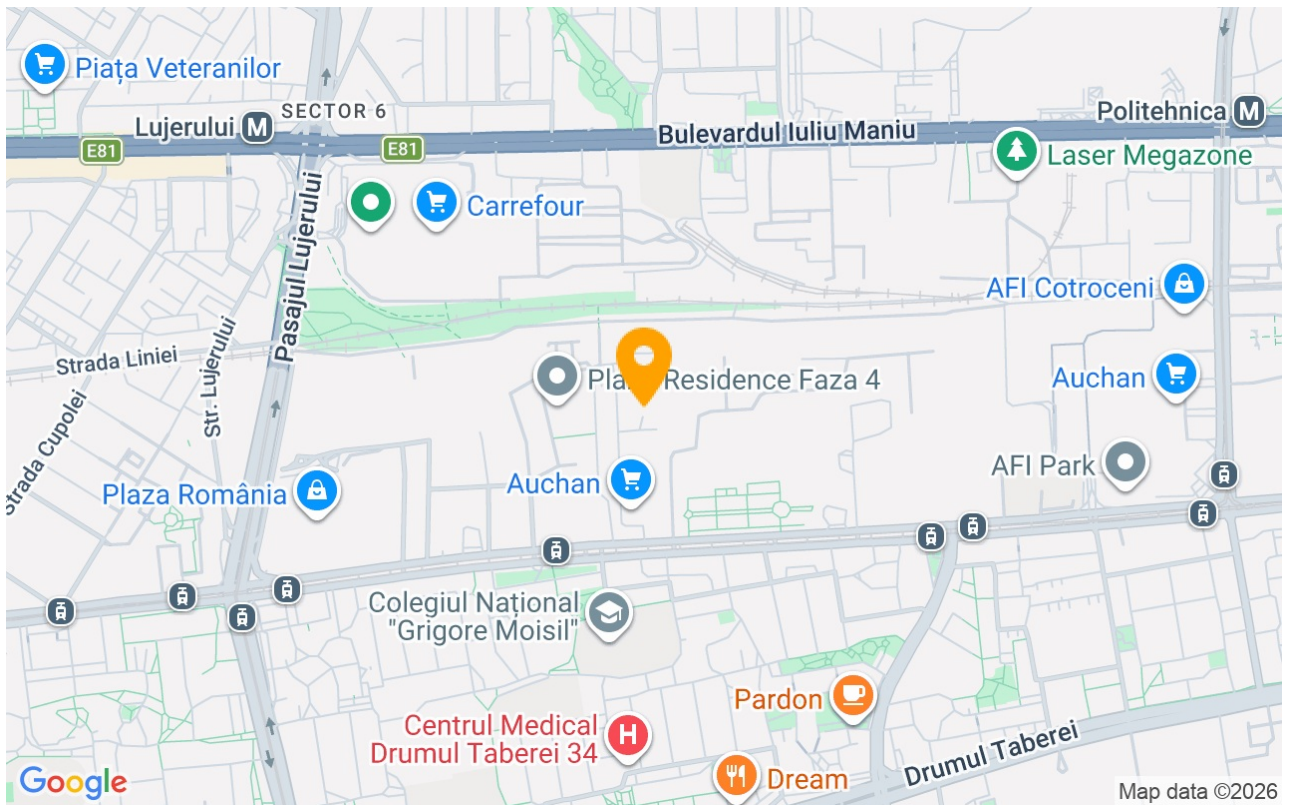 Piața Veteranilor
SECTOR 6
Lujerului M
Politehnica M
Bulevardul Iuliu Maniu
E81
E81
Laser Megazone
Carrefour
Pasajul Lujerului
AFI Cotroceni
Strada Liniei
Str. Lujerului
Residence Faza 4
Auchan
Strada Cupolei
AFI Park
Auchan
Plaza România
Colegiul Național
"Grigore Moisil"
Pardon
Centrul Medical
Drumul Taberei 34
H
Drumul Taberei
Dream
Google
Map data ©2026